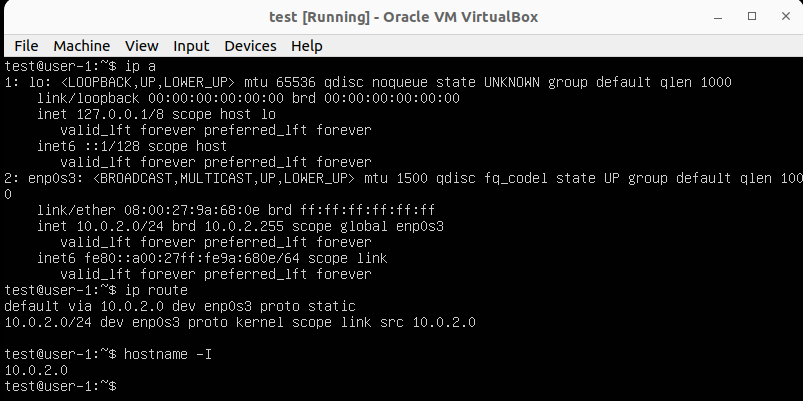 test [Running] - Oracle VM VirtualBox
File Machine View Input Devices Help
test@user-1:~$ ip a
1: lo: <LOOPBACK,UP,LOWER_UP> mtu 65536 qdisc noqueue state UNKNOWN group default qlen 1000
    link/loopback 00:00:00:00:00:00 brd 00:00:00:00:00:00
    inet 127.0.0.1/8 scope host lo
       valid_lft forever preferred_lft forever
    inet6 ::1/128 scope host
       valid_lft forever preferred_lft forever
2: enp0s3: <BROADCAST,MULTICAST,UP,LOWER_UP> mtu 1500 qdisc fq_codel state UP group default qlen 100
0
    link/ether 08:00:27:9a:68:0e brd ff:ff:ff:ff:ff:ff
    inet 10.0.2.0/24 brd 10.0.2.255 scope global enp0s3
       valid_lft forever preferred_lft forever
    inet6 fe80::a00:27ff:fe9a:680e/64 scope link
       valid_lft forever preferred_lft forever
test@user-1:~$ ip route
default via 10.0.2.0 dev enp0s3 proto static
10.0.2.0/24 dev enp0s3 proto kernel scope link src 10.0.2.0
test@user-1:~$ hostname -I
10.0.2.0
test@user-1:~$